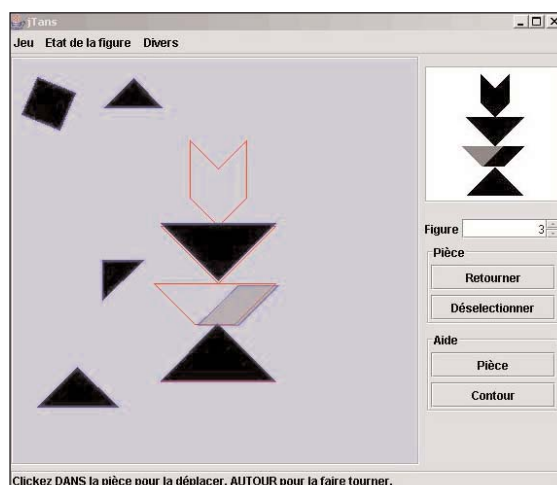 jTans
Jeu Etat de la figure Divers
Figure 3
Pièce
Retourner
Déselectionner
Aide
Pièce
Contour
Clickez DANS la pièce pour la déplacer, AUTOUR pour la faire tourner.